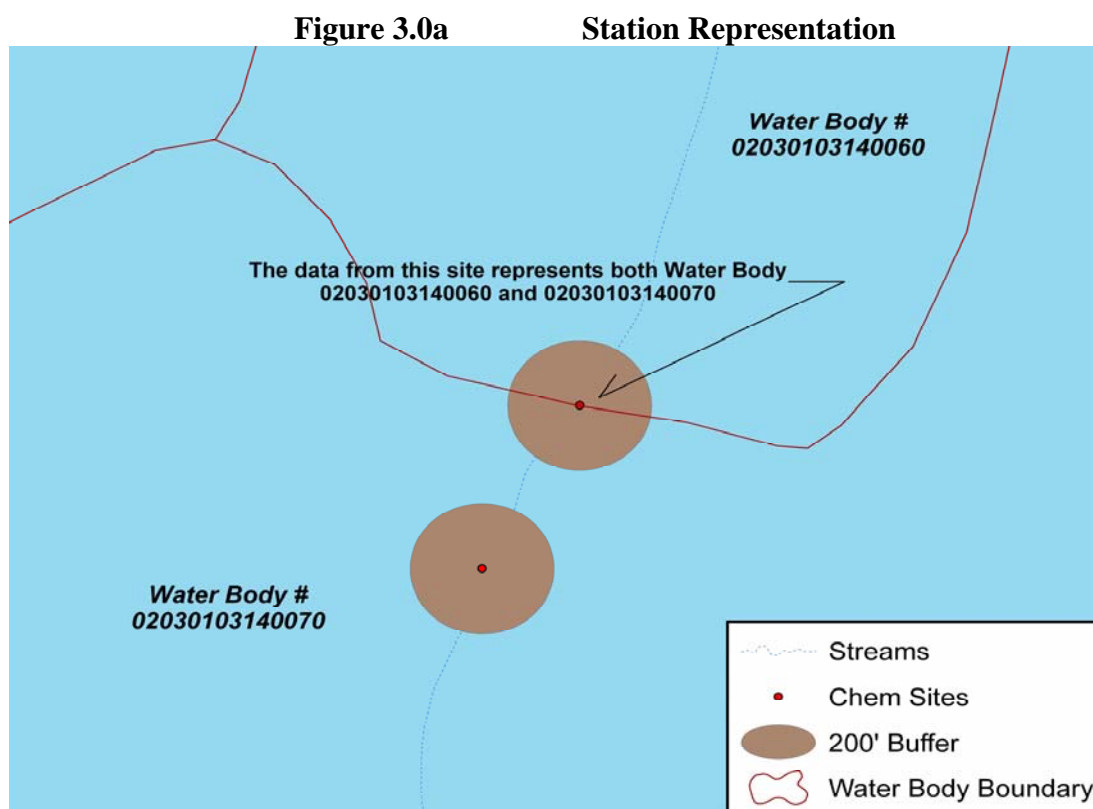 Figure 3.0a Station Representation
Water Body #
02030103140060
The data from this site represents both Water Body
02030103140060 and 02030103140070
Water Body #
02030103140070
Streams
Chem Sites
200' Buffer
Water Body Boundary